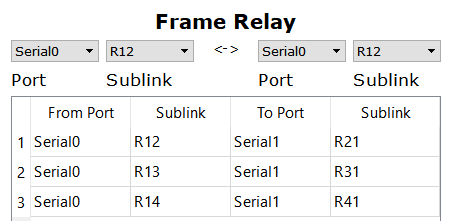 Frame Relay
Serial0 R12 <-> Serial0 R12
Port Sublink Port Sublink
From Port Sublink To Port Sublink
1 Serial0 R12 Serial1 R21
2 Serial0 R13 Serial1 R31
3 Serial0 R14 Serial1 R41